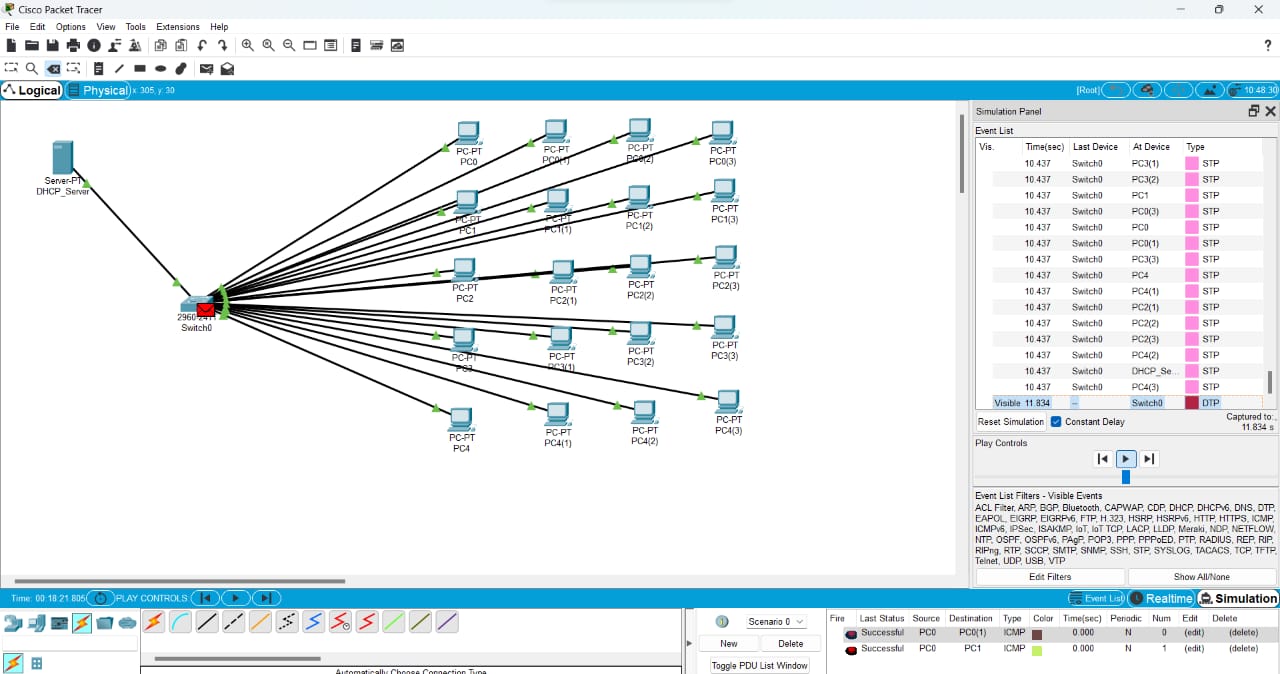 Cisco Packet Tracer
File Edit Options View Tools Extensions Help
?
Logical Physical x: 305, y: 30 [Root] 10:48:30
Server-PT
DHCP_Server
2960-24TT
Switch0
PC-PT
PC0
PC-PT
PC0(1)
PC-PT
PC0(2)
PC-PT
PC0(3)
PC-PT
PC1
PC-PT
PC1(1)
PC-PT
PC1(2)
PC-PT
PC1(3)
PC-PT
PC2
PC-PT
PC2(1)
PC-PT
PC2(2)
PC-PT
PC2(3)
PC-PT
PC3
PC-PT
PC3(1)
PC-PT
PC3(2)
PC-PT
PC3(3)
PC-PT
PC4
PC-PT
PC4(1)
PC-PT
PC4(2)
PC-PT
PC4(3)
Simulation Panel
Event List
Vis. Time(sec) Last Device At Device Type
10.437 Switch0 PC3(1) STP
10.437 Switch0 PC3(2) STP
10.437 Switch0 PC1 STP
10.437 Switch0 PC0(3) STP
10.437 Switch0 PC0 STP
10.437 Switch0 PC0(1) STP
10.437 Switch0 PC3(3) STP
10.437 Switch0 PC4 STP
10.437 Switch0 PC4(1) STP
10.437 Switch0 PC2(1) STP
10.437 Switch0 PC2(2) STP
10.437 Switch0 PC2(3) STP
10.437 Switch0 PC4(2) STP
10.437 Switch0 DHCP_Se... STP
10.437 Switch0 PC4(3) STP
Visible 11.834 -- Switch0 DTP
Reset Simulation Constant Delay Captured to:
11.834 s
Play Controls
Event List Filters - Visible Events
ACL Filter, ARP, BGP, Bluetooth, CAPWAP, CDP, DHCP, DHCPv6, DNS, DTP,
EAPOL, EIGRP, EIGRPv6, FTP, H.323, HSRP, HSRPv6, HTTP, HTTPS, ICMP,
ICMPv6, IPSec, ISAKMP, IoT, IoT TCP, LACP, LLDP, Meraki, NDP, NETFLOW,
NTP, OSPF, OSPFv6, PAgP, POP3, PPP, PPPoED, PTP, RADIUS, REP, RIP,
RIPng, RTP, SCCP, SMTP, SNMP, SSH, STP, SYSLOG, TACACS, TCP, TFTP,
Telnet, UDP, USB, VTP
Edit Filters Show All/None
Time: 00:18:21.805 PLAY CONTROLS Event List Realtime Simulation
Automatically Choose Connection Type
Scenario 0
New Delete
Toggle PDU List Window
Fire Last Status Source Destination Type Color Time(sec) Periodic Num Edit Delete
Successful PC0 PC0(1) ICMP 0.000 N 0 (edit) (delete)
Successful PC0 PC1 ICMP 0.000 N 1 (edit) (delete)